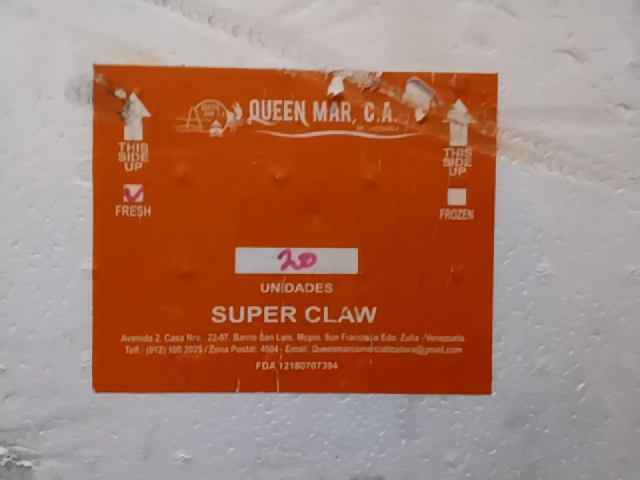 QUEEN MAR, C.A.
THIS
SIDE
UP
THIS
SIDE
UP
FRESH
FROZEN
20
UNIDADES
SUPER CLAW
Avenida 2, Casa Nro. 22-57, Barrio San Luis, Mcpio. San Francisco Edo. Zulia - Venezuela.
Telf.: (012) 100 2025 / Zona Postal: 4004 - Email: Queenmarcomercializadora@gmail.com
FDA 12180707394